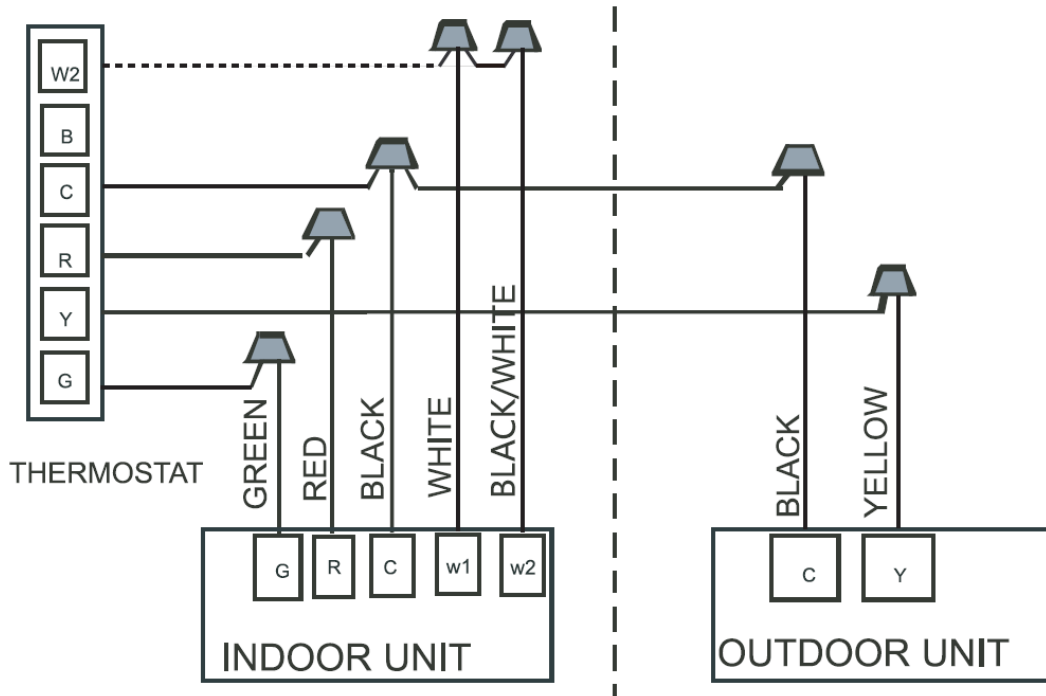 W2
B
C
R
Y
G
THERMOSTAT
GREEN
RED
BLACK
WHITE
BLACK/WHITE
BLACK
YELLOW
G R C w1 w2
INDOOR UNIT
C Y
OUTDOOR UNIT